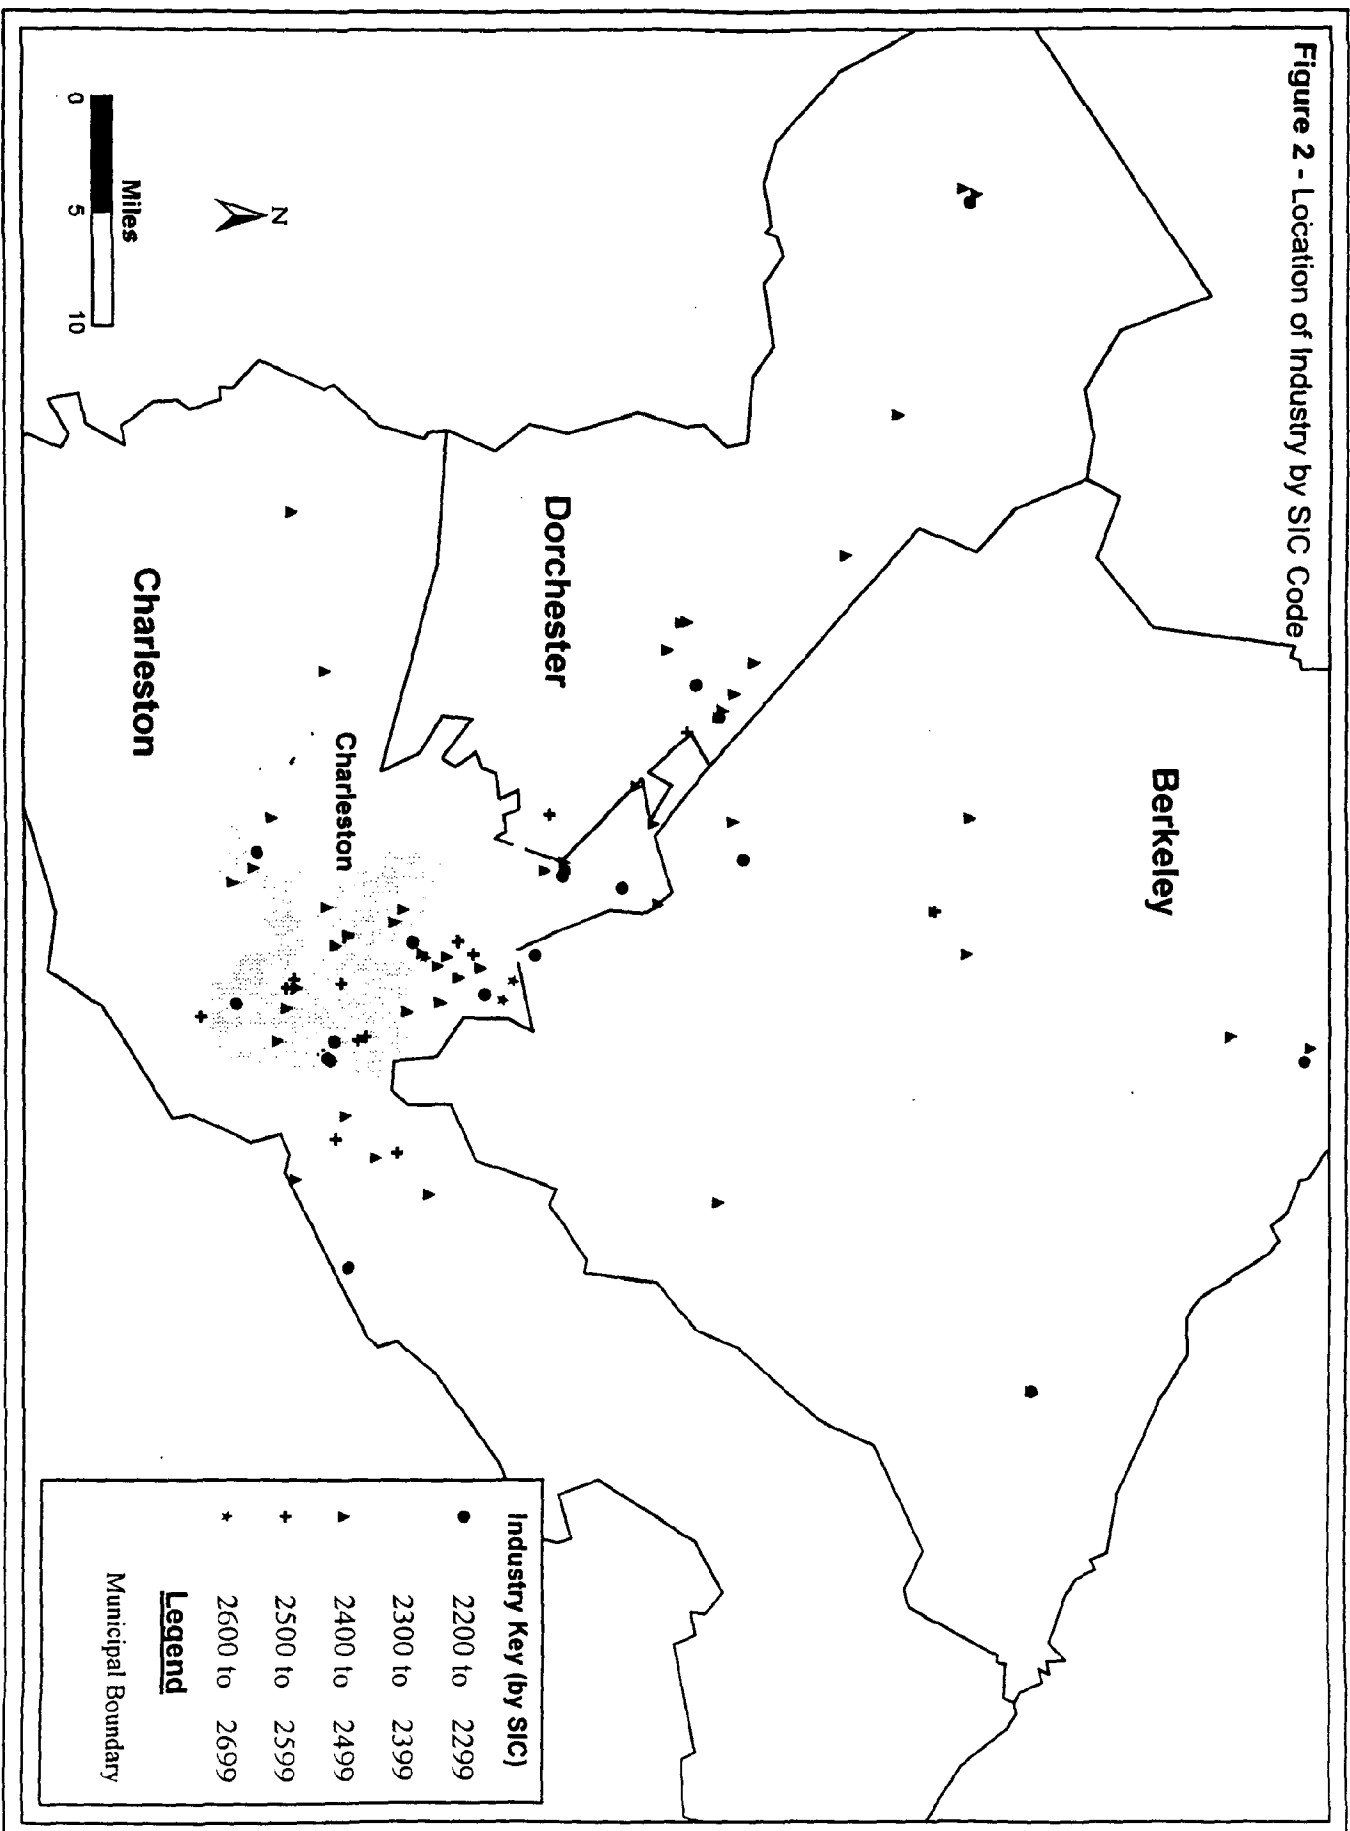 Figure 2 - Location of Industry by SIC Code
Berkeley
Dorchester
Charleston
Charleston
N
Miles
0 5 10
Industry Key (by SIC)
2200 to 2299
2300 to 2399
2400 to 2499
2500 to 2599
2600 to 2699
Legend
Municipal Boundary